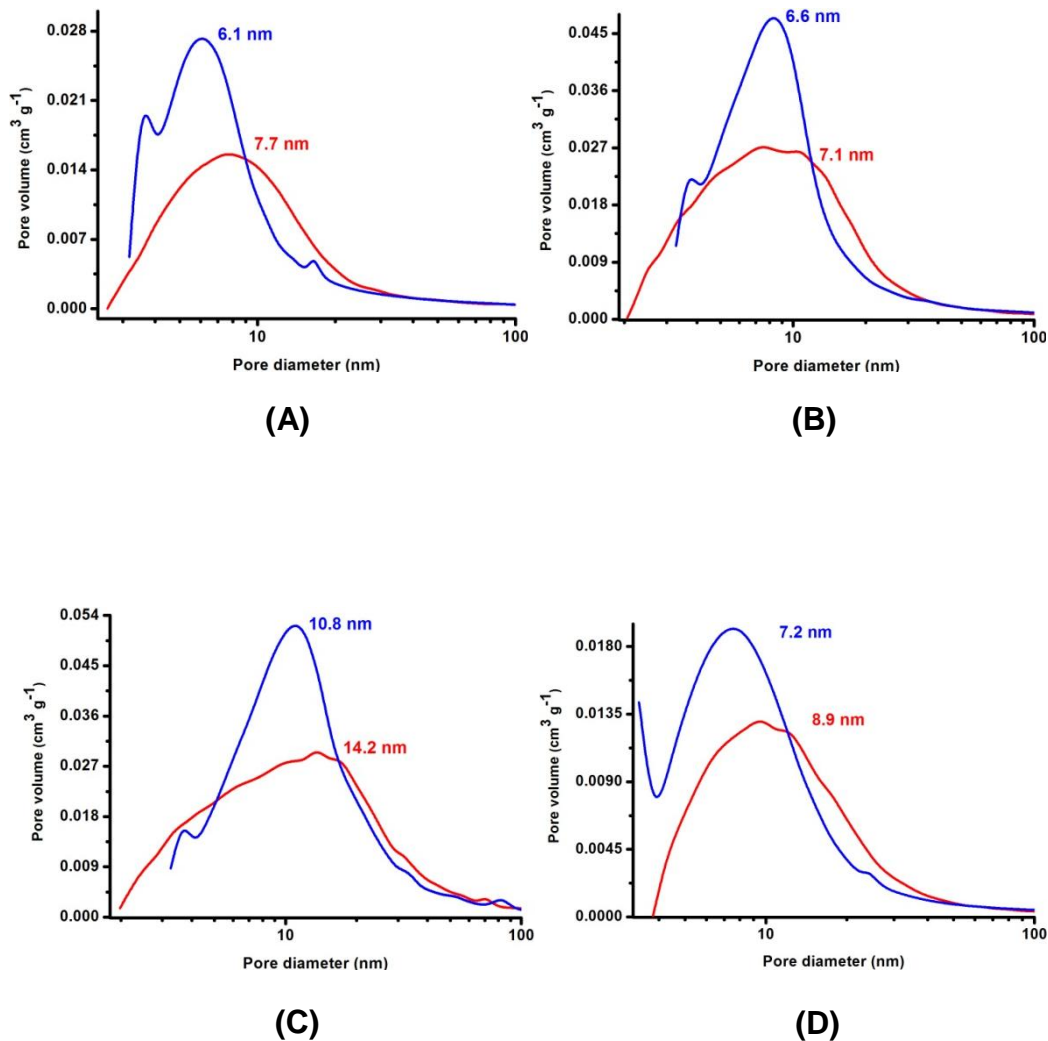 0.028
0.021
0.014
0.007
0.000
Pore volume (cm³ g⁻¹)
6.1 nm
7.7 nm
10
100
Pore diameter (nm)
(A)
0.045
0.036
0.027
0.018
0.009
0.000
Pore volume (cm³ g⁻¹)
6.6 nm
7.1 nm
10
100
Pore diameter (nm)
(B)
0.054
0.045
0.036
0.027
0.018
0.009
0.000
Pore volume (cm³ g⁻¹)
10.8 nm
14.2 nm
10
100
Pore diameter (nm)
(C)
0.0180
0.0135
0.0090
0.0045
0.0000
Pore volume (cm³ g⁻¹)
7.2 nm
8.9 nm
10
100
Pore diameter (nm)
(D)